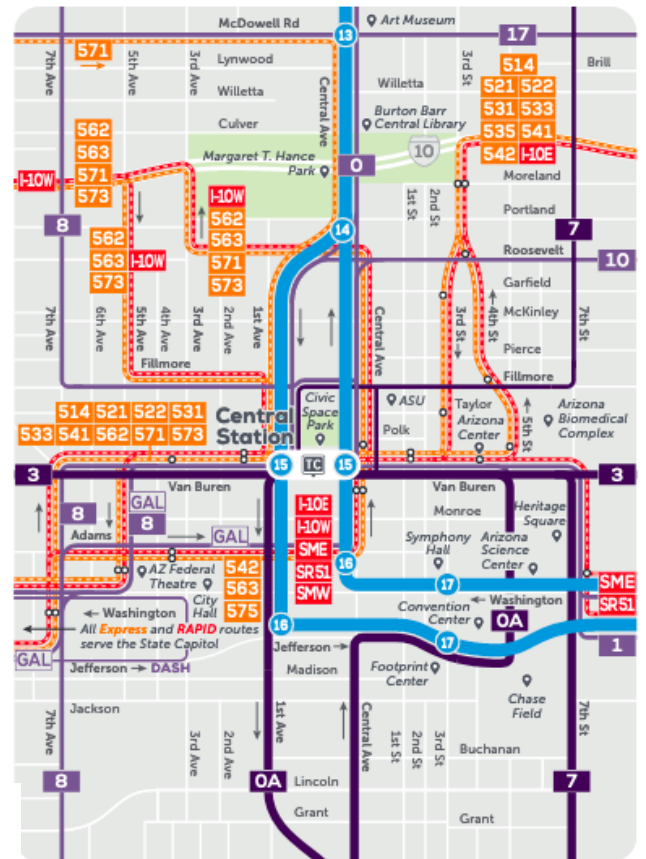 McDowell Rd
13
Art Museum
17
571
7th Ave
5th Ave
3rd Ave
Lynwood
Willetta
Culver
Central Ave
Willetta
3rd St
514
521 522
531 533
535 541
542 I-10E
Brill
Burton Barr
Central Library
10
562
563
571
573
I-10W
Margaret T. Hance
Park
0
1st St
2nd St
Moreland
Portland
Roosevelt
8
7
10
14
I-10W
562
563
571
573
562
563 I-10W
573
Garfield
McKinley
Pierce
Fillmore
7th Ave
6th Ave
5th Ave
4th Ave
3rd Ave
2nd Ave
1st Ave
Central Ave
3rd St
4th St
7th St
Fillmore
514 521 522 531
533 541 562 571 573
Central
Station
Civic
Space
Park
ASU
Polk
Taylor
Arizona
Center
5th St
Arizona
Biomedical
Complex
3
15
TC
15
3
Van Buren
Van Buren
8
GAL
8
GAL
Adams
I-10E
I-10W
SME
SR51
SMW
Monroe
Heritage
Square
Symphony
Hall
Arizona
Science
Center
16
17
SME
SR51
AZ Federal
Theatre
City
Hall
542
563
575
Washington
Washington
All Express and RAPID routes
serve the State Capitol
16
Convention
Center
0A
17
1
GAL
Jefferson
DASH
Jefferson
Madison
Footprint
Center
Chase
Field
7th Ave
Jackson
3rd Ave
2nd Ave
1st Ave
Central Ave
1st St
2nd St
3rd St
7th St
Buchanan
8
0A
Lincoln
7
Grant
Grant